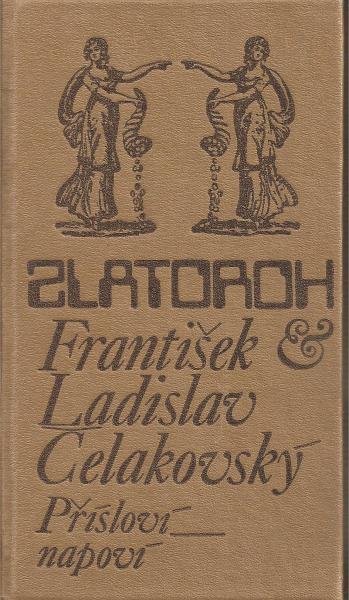 ZLATOROH
František &
Ladislav
Čelakovský
Přísloví
napoví